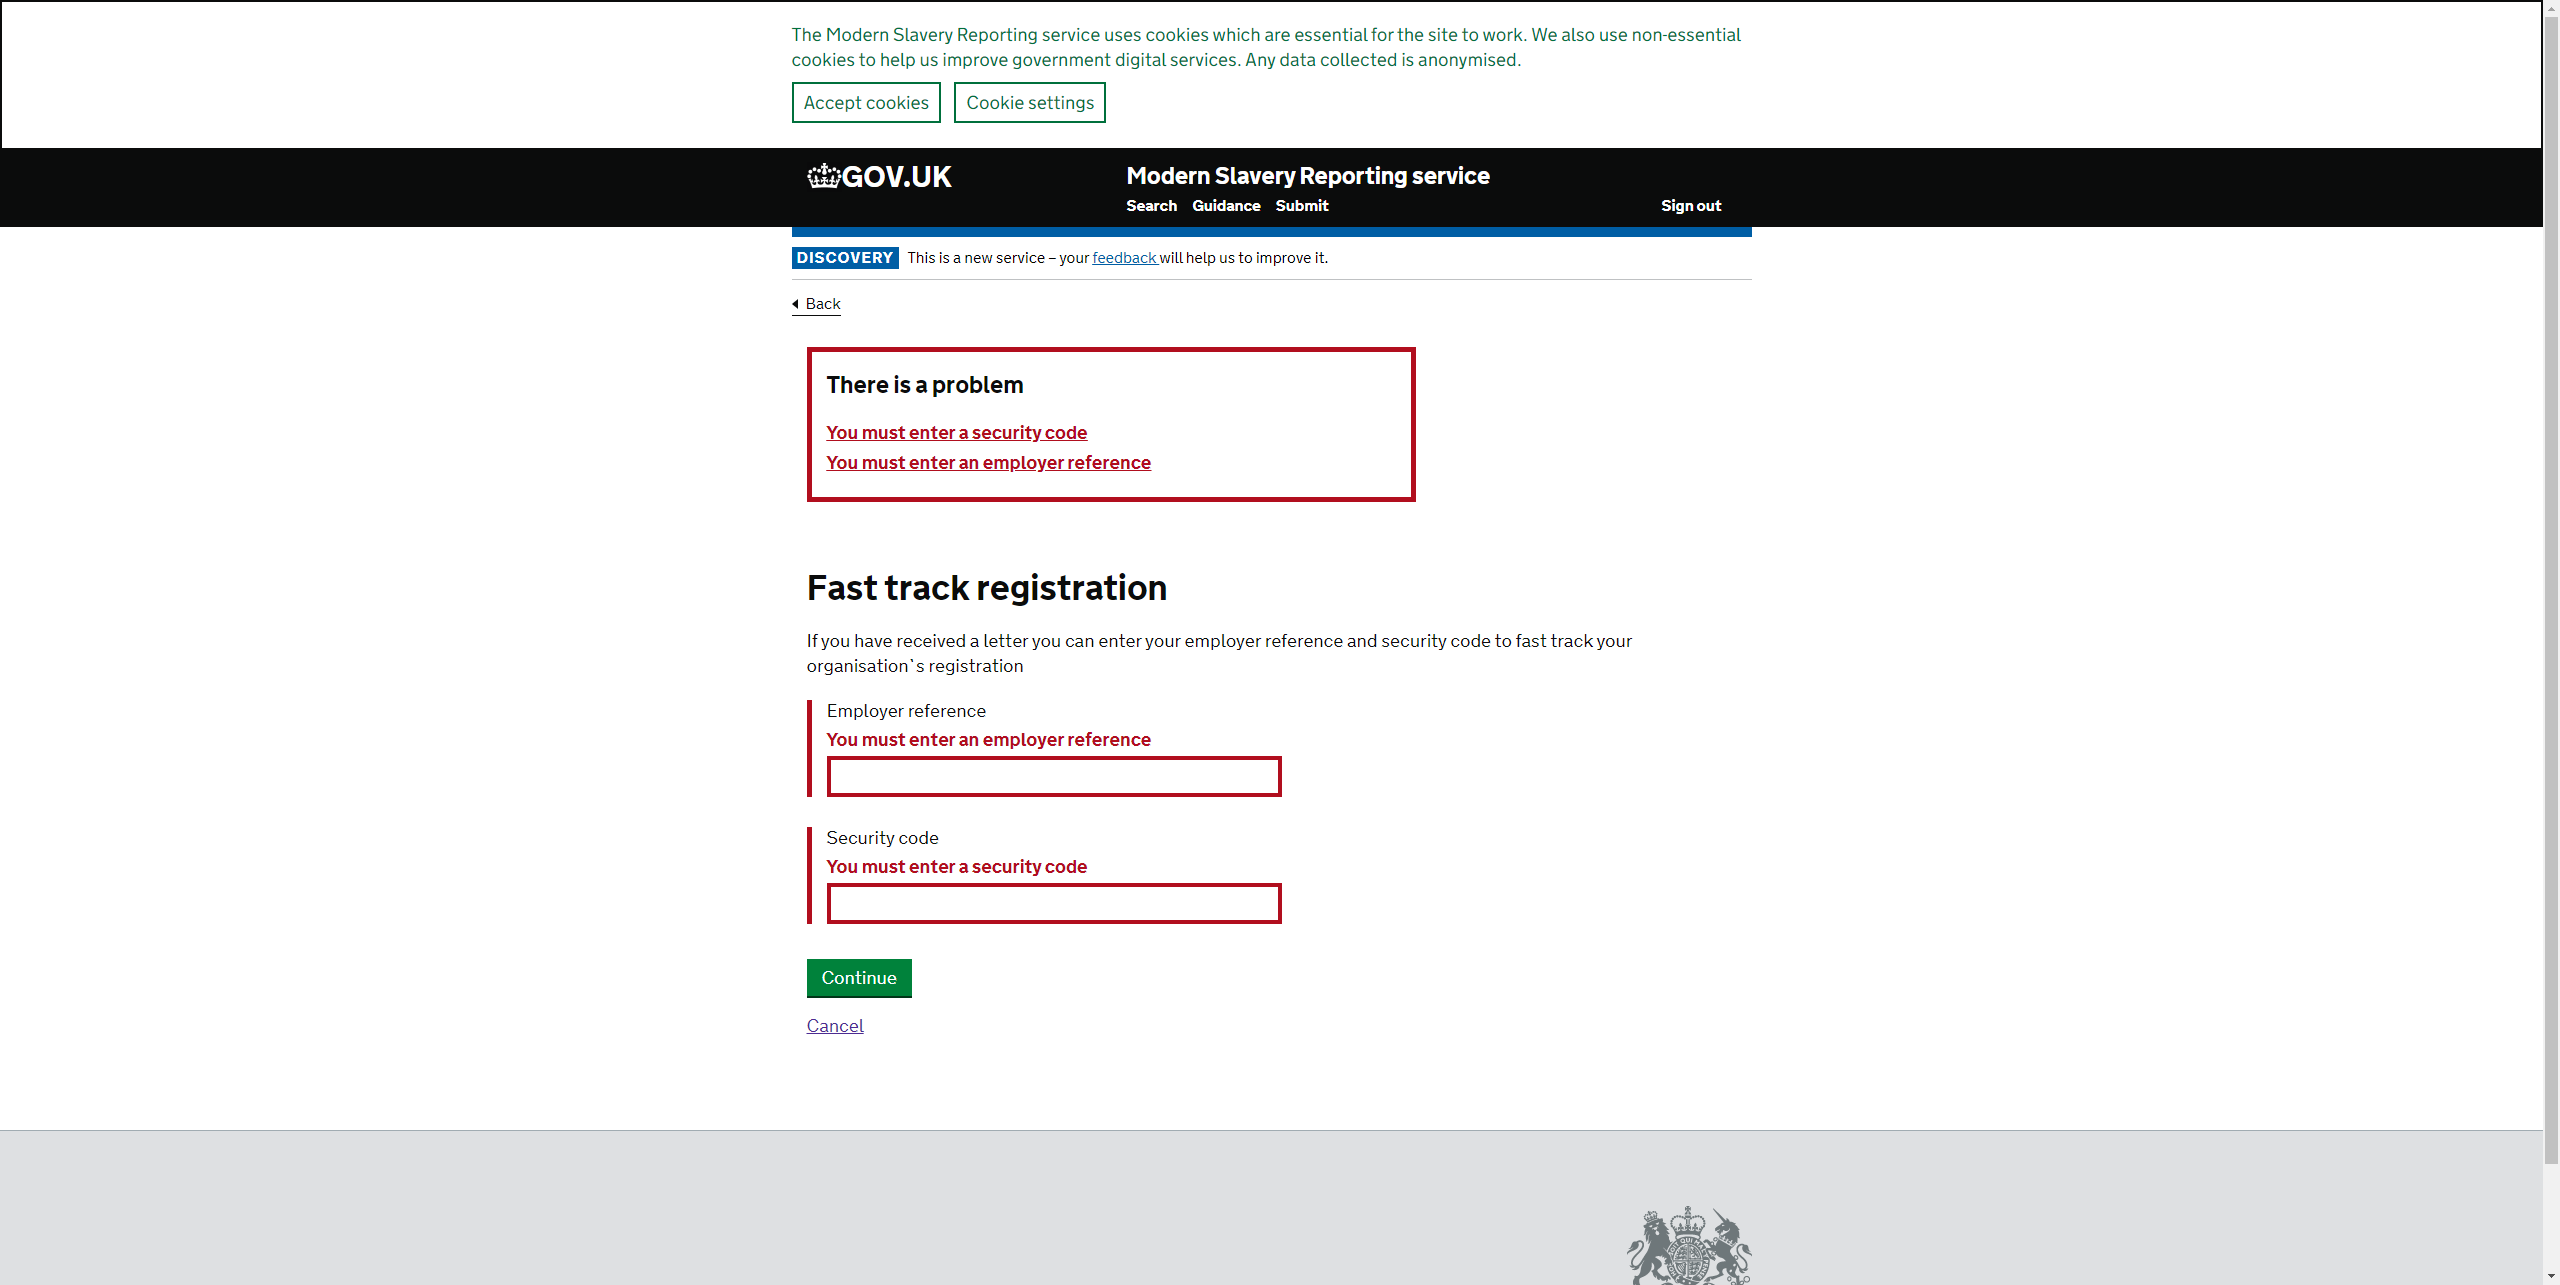 The Modern Slavery Reporting service uses cookies which are essential for the site to work. We also use non-essential
cookies to help us improve government digital services. Any data collected is anonymised.
Accept cookies Cookie settings
GOV.UK Modern Slavery Reporting service
Search Guidance Submit Sign out
DISCOVERY This is a new service – your feedback will help us to improve it.
Back
There is a problem
You must enter a security code
You must enter an employer reference
Fast track registration
If you have received a letter you can enter your employer reference and security code to fast track your
organisation`s registration
Employer reference
You must enter an employer reference
Security code
You must enter a security code
Continue
Cancel